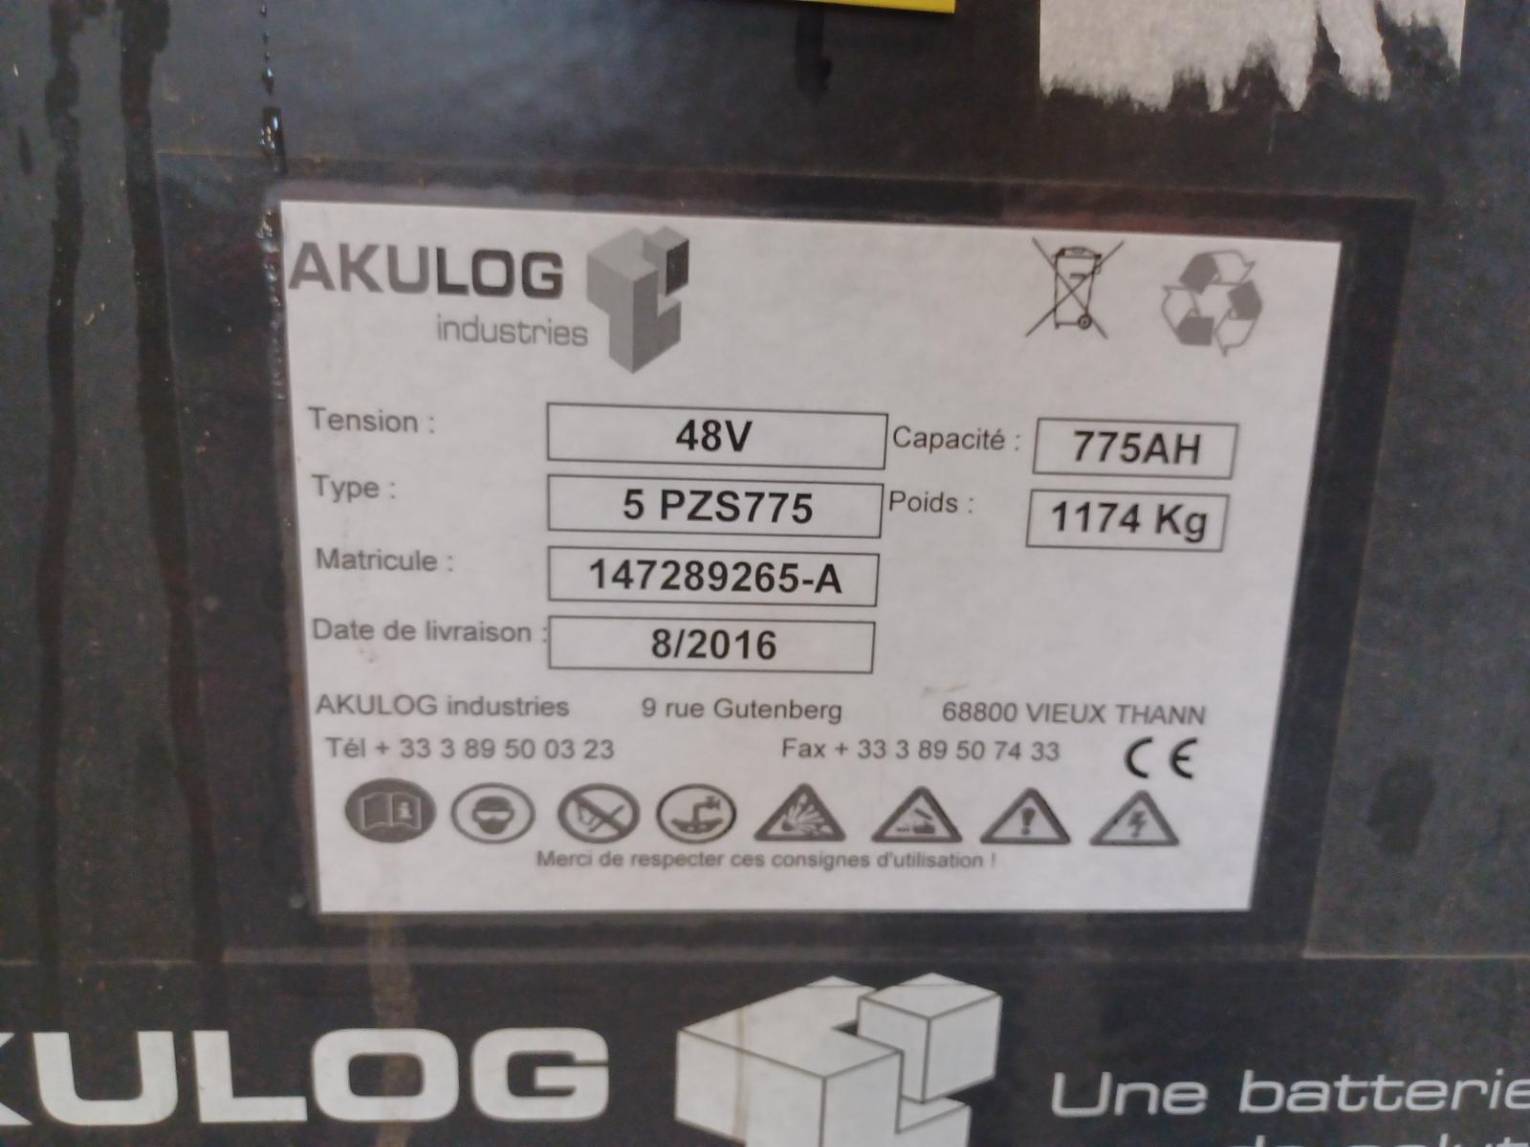 AKULOG
industries
Tension : 48V Capacité : 775AH
Type : 5 PZS775 Poids : 1174 Kg
Matricule : 147289265-A
Date de livraison : 8/2016
AKULOG industries 9 rue Gutenberg 68800 VIEUX THANN
Tél + 33 3 89 50 03 23 Fax + 33 3 89 50 74 33 CE
Merci de respecter ces consignes d'utilisation !
KULOG
Une batterie